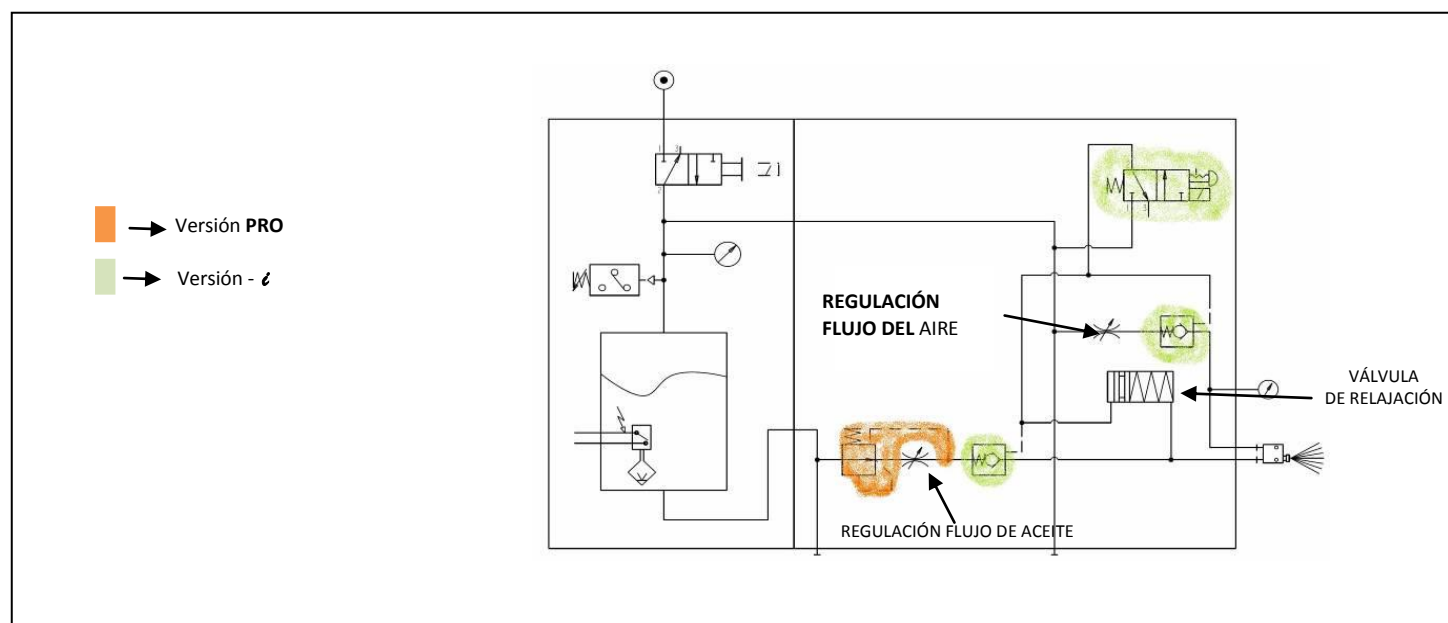 Versión PRO
Versión - i
REGULACIÓN
FLUJO DEL AIRE
VÁLVULA
DE RELAJACIÓN
REGULACIÓN FLUJO DE ACEITE